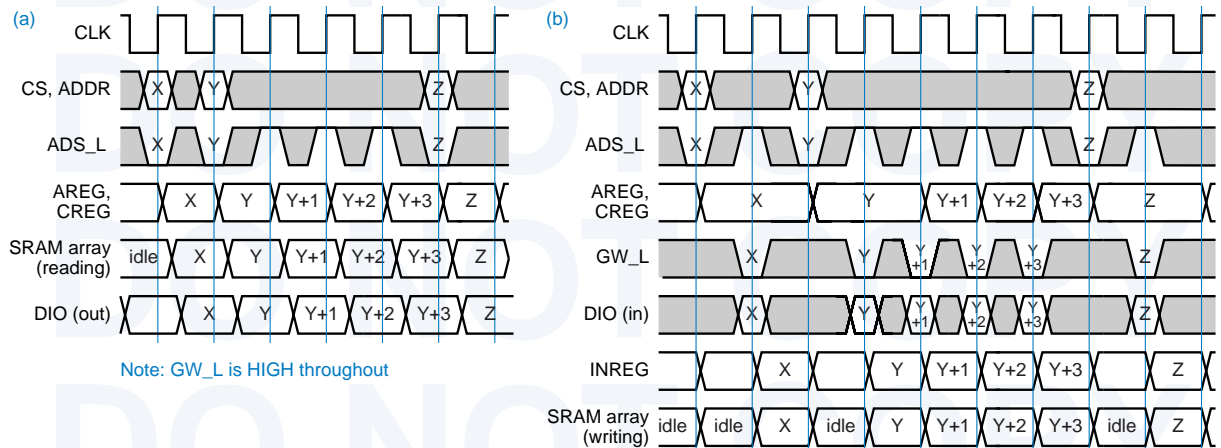 (a)
CLK
CS, ADDR X Y Z
ADS_L X Y Z
AREG, CREG X Y Y+1 Y+2 Y+3 Z
SRAM array (reading) idle X Y Y+1 Y+2 Y+3 Z
DIO (out) X Y Y+1 Y+2 Y+3 Z
Note: GW_L is HIGH throughout
(b)
CLK
CS, ADDR X Y Z
ADS_L X Y Z
AREG, CREG X Y Y+1 Y+2 Y+3 Z
GW_L X Y Y+1 Y+2 Y+3 Z
DIO (in) X Y Y+1 Y+2 Y+3 Z
INREG X Y Y+1 Y+2 Y+3 Z
SRAM array (writing) idle idle X idle Y Y+1 Y+2 Y+3 idle Z
DO NOT COPY
DO NOT COPY
DO NOT COPY